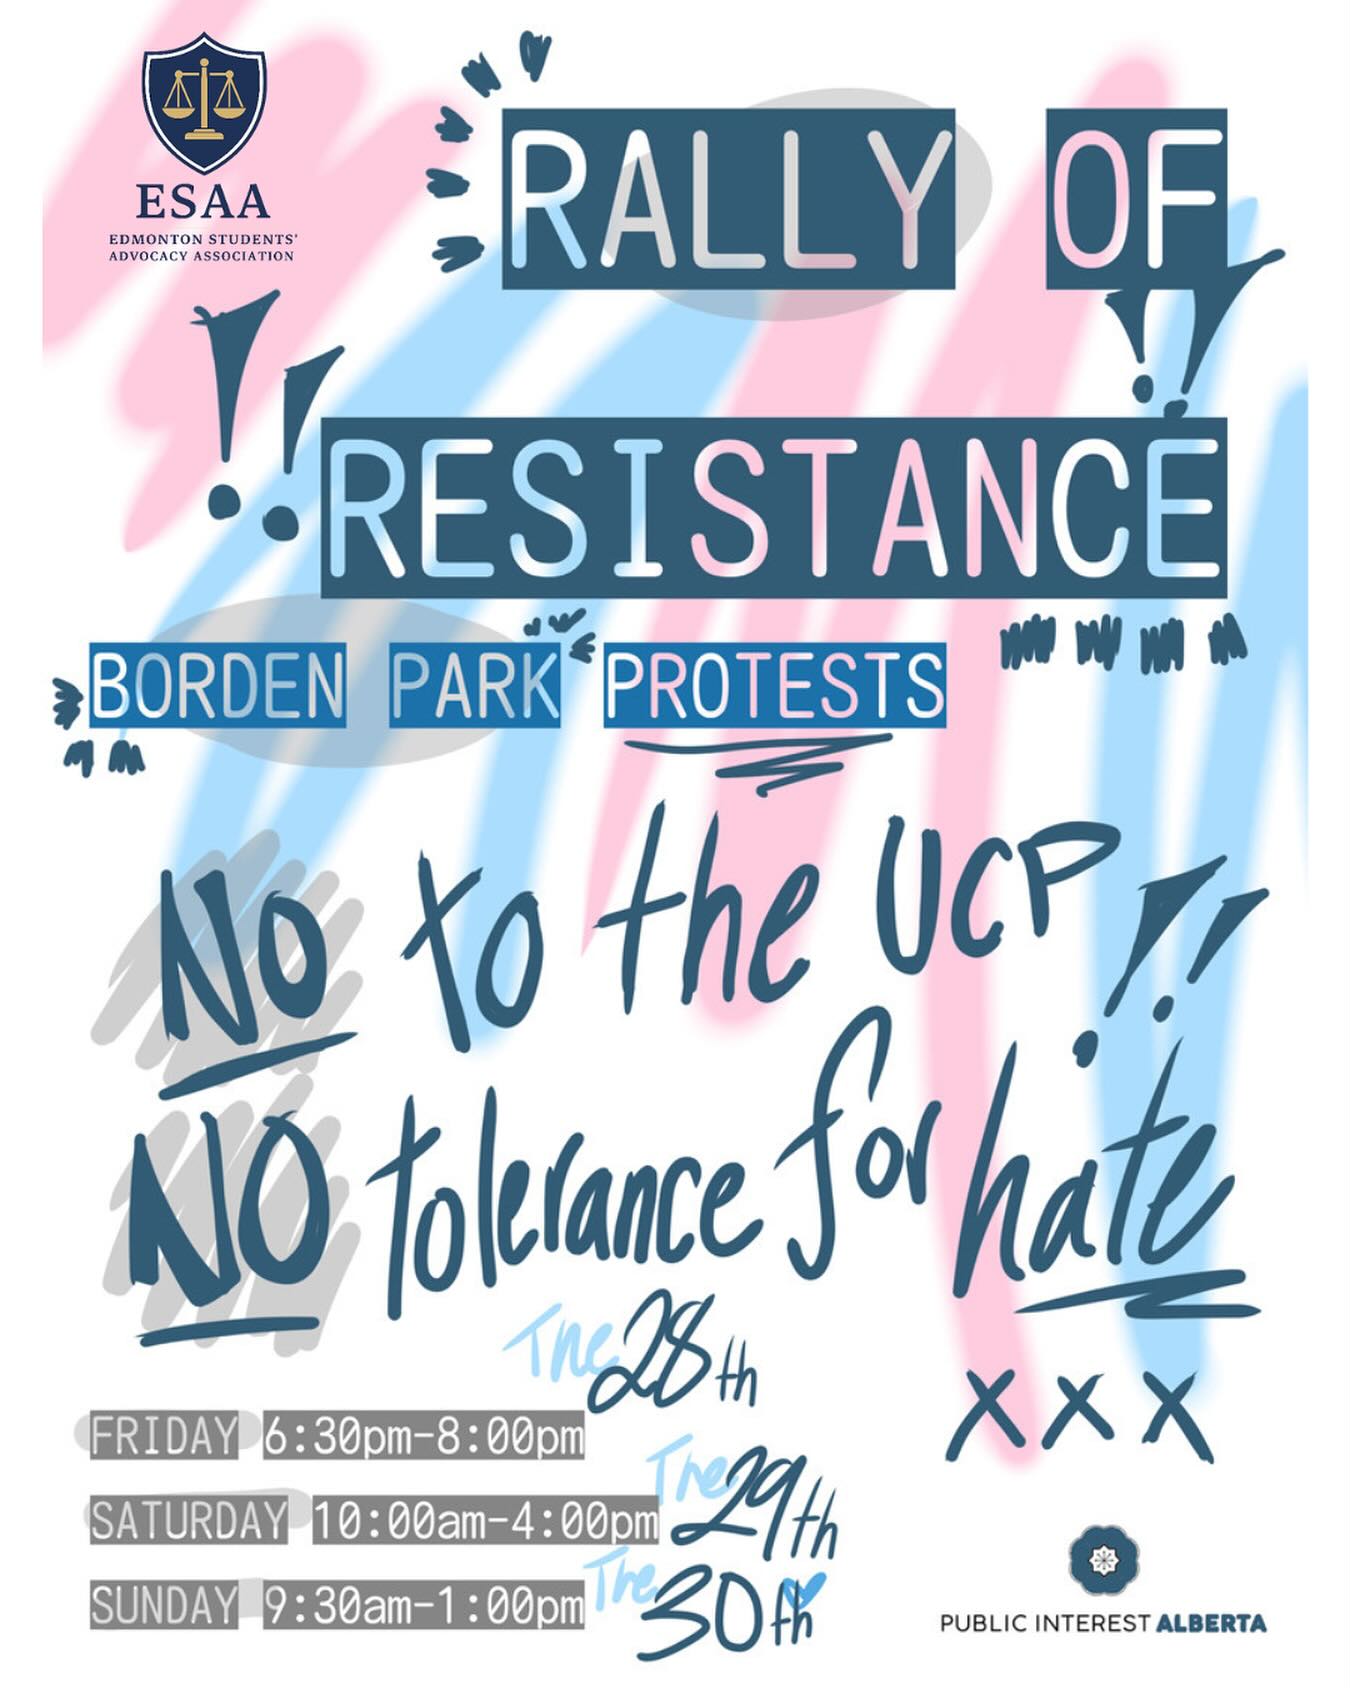 ESAA
EDMONTON STUDENTS'
ADVOCACY ASSOCIATION
RALLY OF
RESISTANCE
BORDEN PARK PROTESTS
NO to the UCP!!
NO tolerance for hate
The 28th
FRIDAY 6:30pm-8:00pm
The 29th
SATURDAY 10:00am-4:00pm
The 30th
SUNDAY 9:30am-1:00pm
XXX
PUBLIC INTEREST ALBERTA